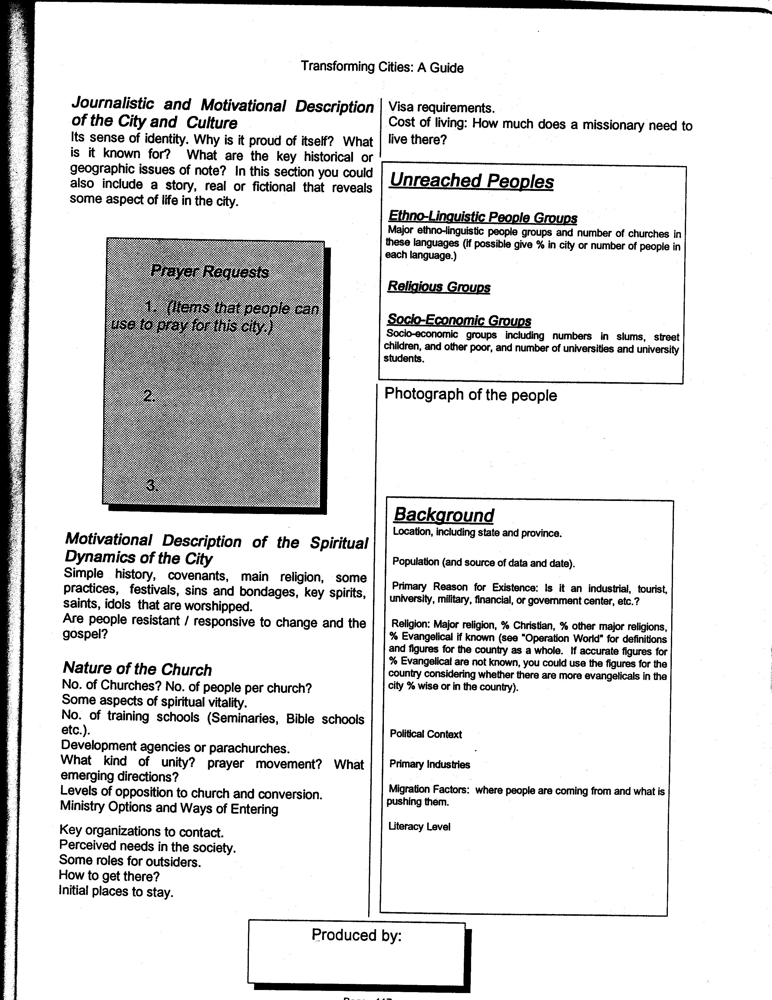 Transforming Cities: A Guide
Journalistic and Motivational Description
of the City and Culture
Its sense of identity. Why is it proud of itself? What
is it known for? What are the key historical or
geographic issues of note? In this section you could
also include a story, real or fictional that reveals
some aspect of life in the city.
Prayer Requests
1. (Items that people can
use to pray for this city.)
2.
3.
Motivational Description of the Spiritual
Dynamics of the City
Simple history, covenants, main religion, some
practices, festivals, sins and bondages, key spirits,
saints, idols that are worshipped.
Are people resistant / responsive to change and the
gospel?
Nature of the Church
No. of Churches? No. of people per church?
Some aspects of spiritual vitality.
No. of training schools (Seminaries, Bible schools
etc.).
Development agencies or parachurches.
What kind of unity? prayer movement? What
emerging directions?
Levels of opposition to church and conversion.
Ministry Options and Ways of Entering
Key organizations to contact.
Perceived needs in the society.
Some roles for outsiders.
How to get there?
Initial places to stay.
Visa requirements.
Cost of living: How much does a missionary need to
live there?
Unreached Peoples
Ethno-Linguistic People Groups
Major ethno-linguistic people groups and number of churches in
these languages (if possible give % in city or number of people in
each language.)
Religious Groups
Socio-Economic Groups
Socio-economic groups including numbers in slums, street
children, and other poor, and number of universities and university
students.
Photograph of the people
Background
Location, including state and province.
Population (and source of data and date).
Primary Reason for Existence: Is it an industrial, tourist,
university, military, financial, or government center, etc.?
Religion: Major religion, % Christian, % other major religions,
% Evangelical if known (see "Operation World" for definitions
and figures for the country as a whole. If accurate figures for
% Evangelical are not known, you could use the figures for the
country considering whether there are more evangelicals in the
city % wise or in the country).
Political Context
Primary Industries
Migration Factors: where people are coming from and what is
pushing them.
Literacy Level
Produced by: